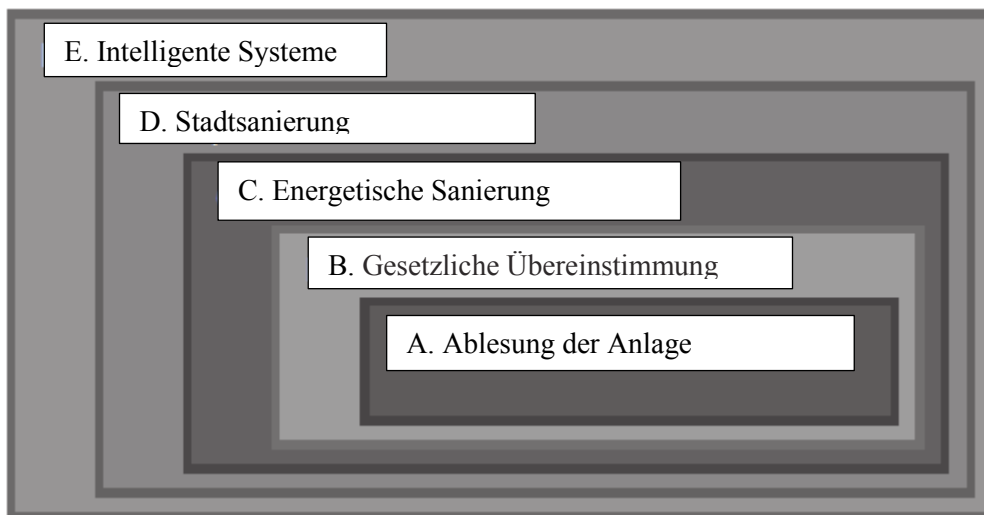 E. Intelligente Systeme
D. Stadtsanierung
C. Energetische Sanierung
B. Gesetzliche Übereinstimmung
A. Ablesung der Anlage